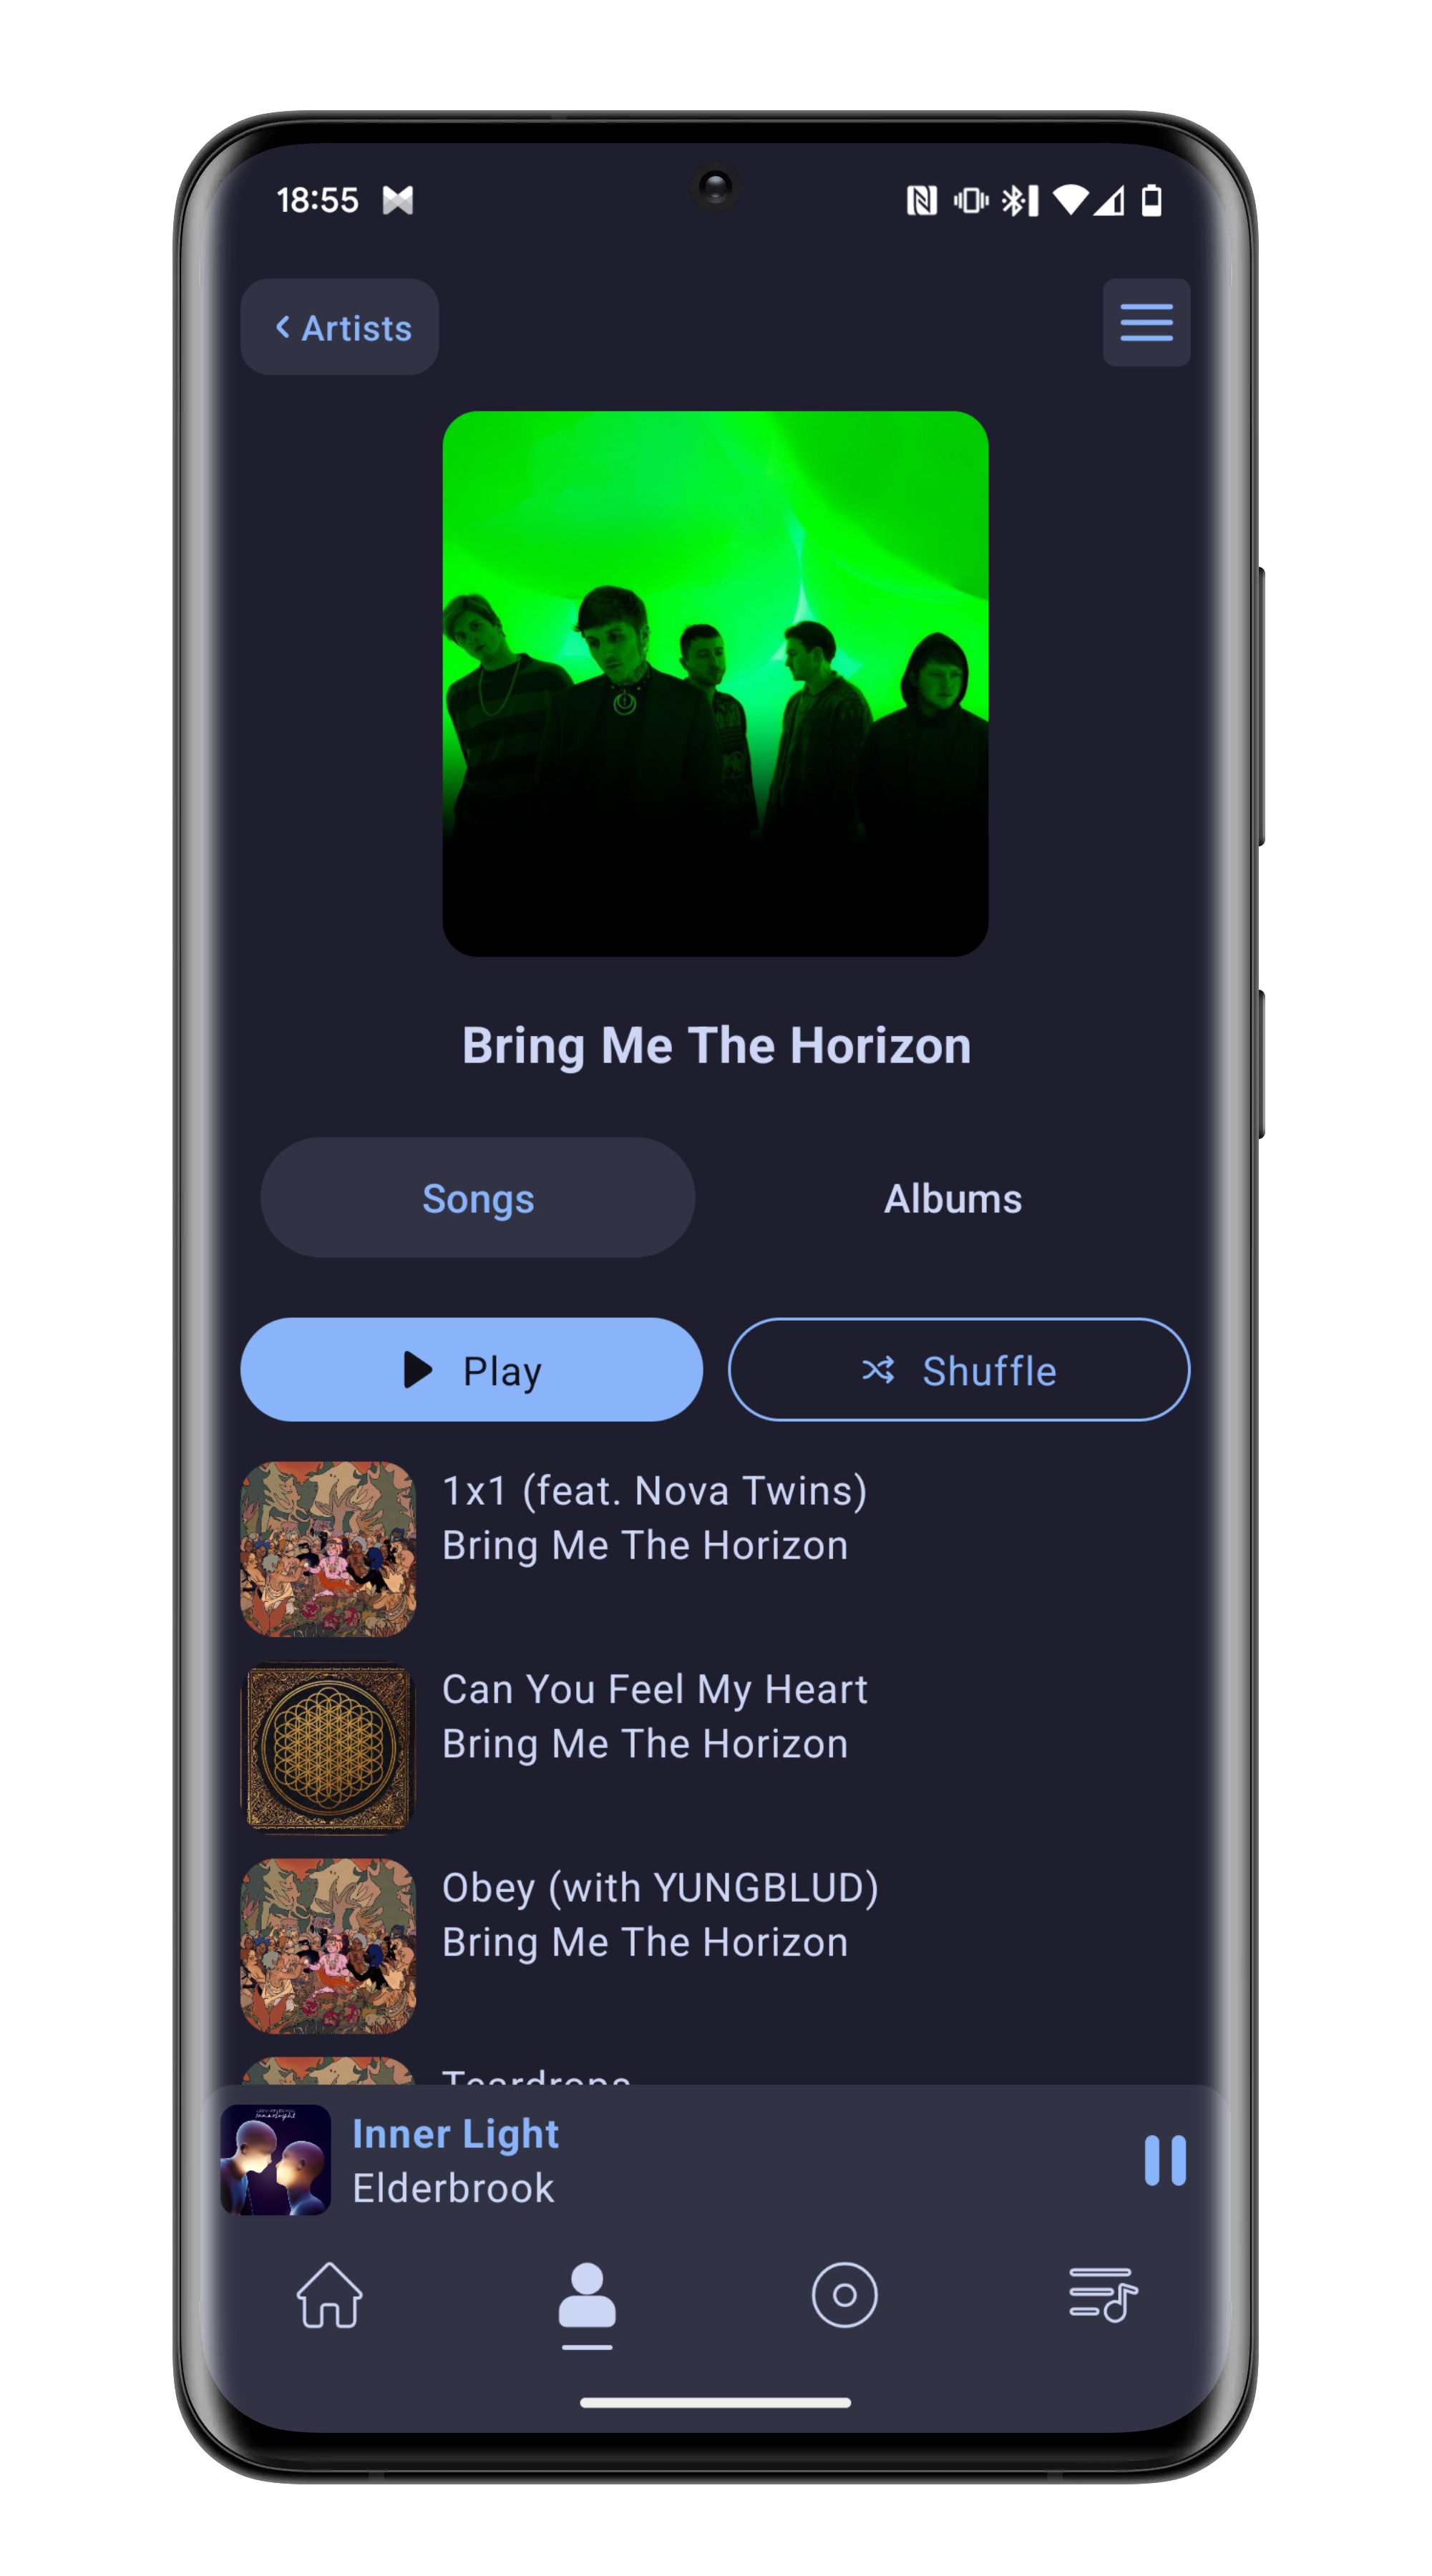 18:55
Artists
Bring Me The Horizon
Songs
Albums
Play
Shuffle
1x1 (feat. Nova Twins)
Bring Me The Horizon
Can You Feel My Heart
Bring Me The Horizon
Obey (with YUNGBLUD)
Bring Me The Horizon
Teardrops
Inner Light
Elderbrook